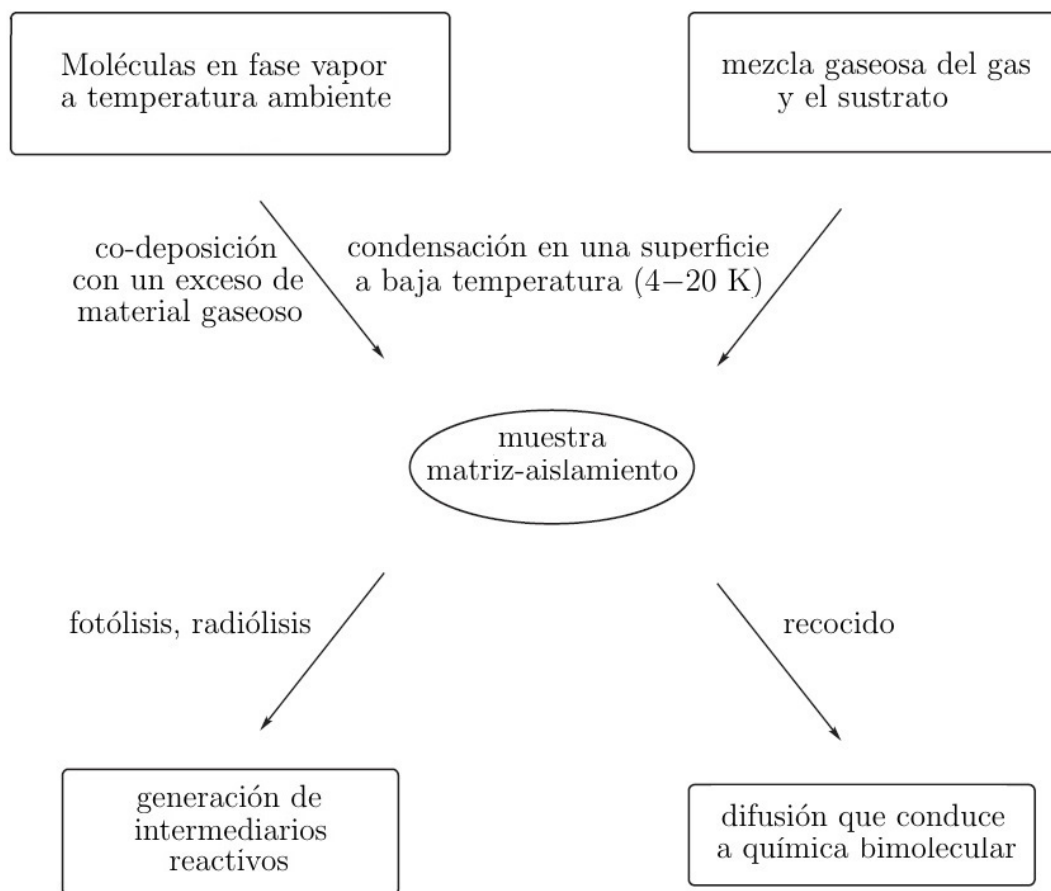 Moléculas en fase vapor
a temperatura ambiente
mezcla gaseosa del gas
y el sustrato
co-deposición
con un exceso de
material gaseoso
condensación en una superficie
a baja temperatura (4−20 K)
muestra
matriz-aislamiento
fotólisis, radiólisis
recocido
generación de
intermediarios
reactivos
difusión que conduce
a química bimolecular